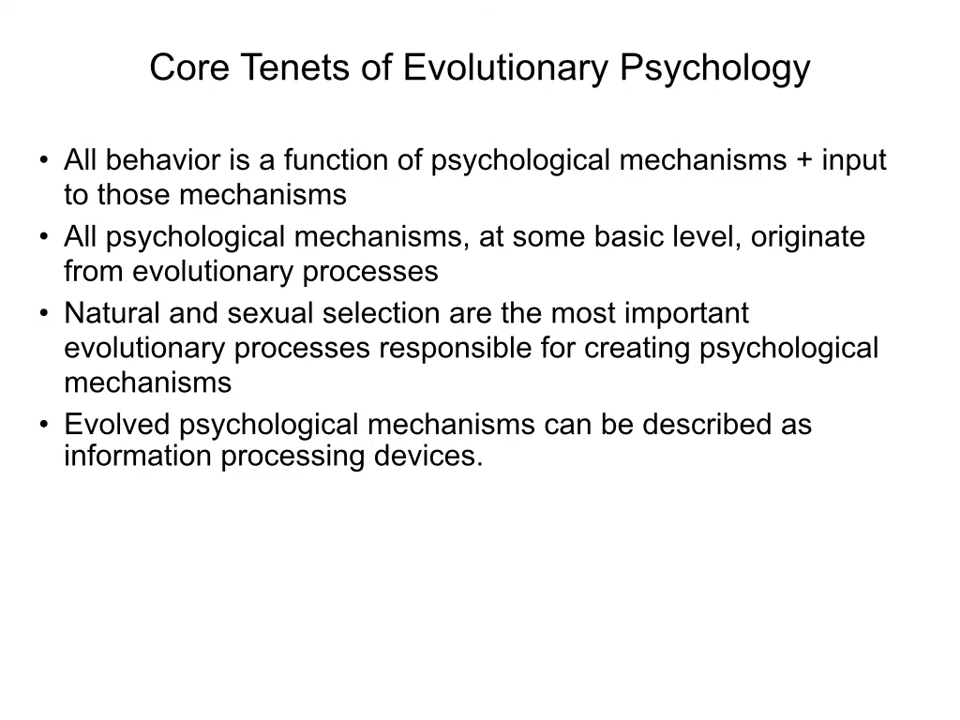 Core Tenets of Evolutionary Psychology
• All behavior is a function of psychological mechanisms + input
to those mechanisms
• All psychological mechanisms, at some basic level, originate
from evolutionary processes
• Natural and sexual selection are the most important
evolutionary processes responsible for creating psychological
mechanisms
• Evolved psychological mechanisms can be described as
information processing devices.